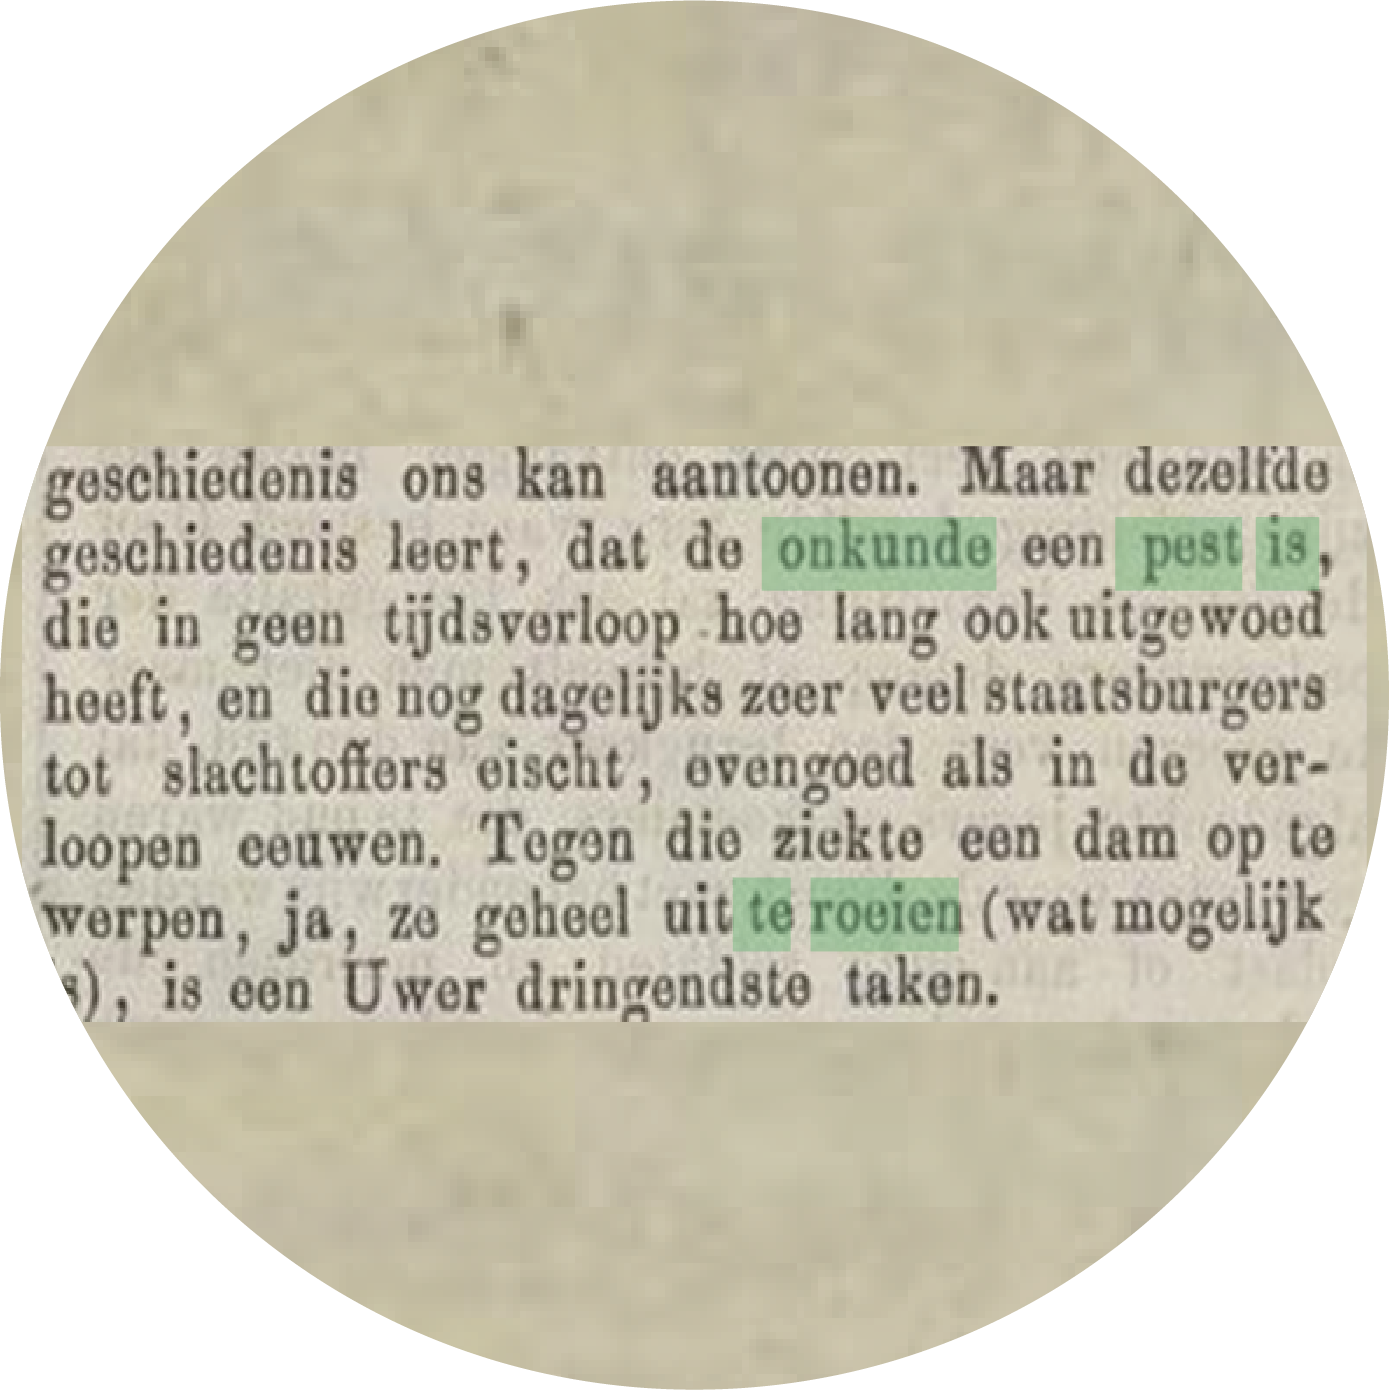 geschiedenis ons kan aantoonen. Maar dezelfde
geschiedenis leert, dat de onkunde een pest is,
die in geen tijdsverloop hoe lang ook uitgewoed
heeft, en die nog dagelijks zeer veel staatsburgers
tot slachtoffers eischt, evengoed als in de ver-
loopen eeuwen. Tegen die ziekte een dam op te
werpen, ja, ze geheel uit te roeien (wat mogelijk
s), is een Uwer dringendste taken.